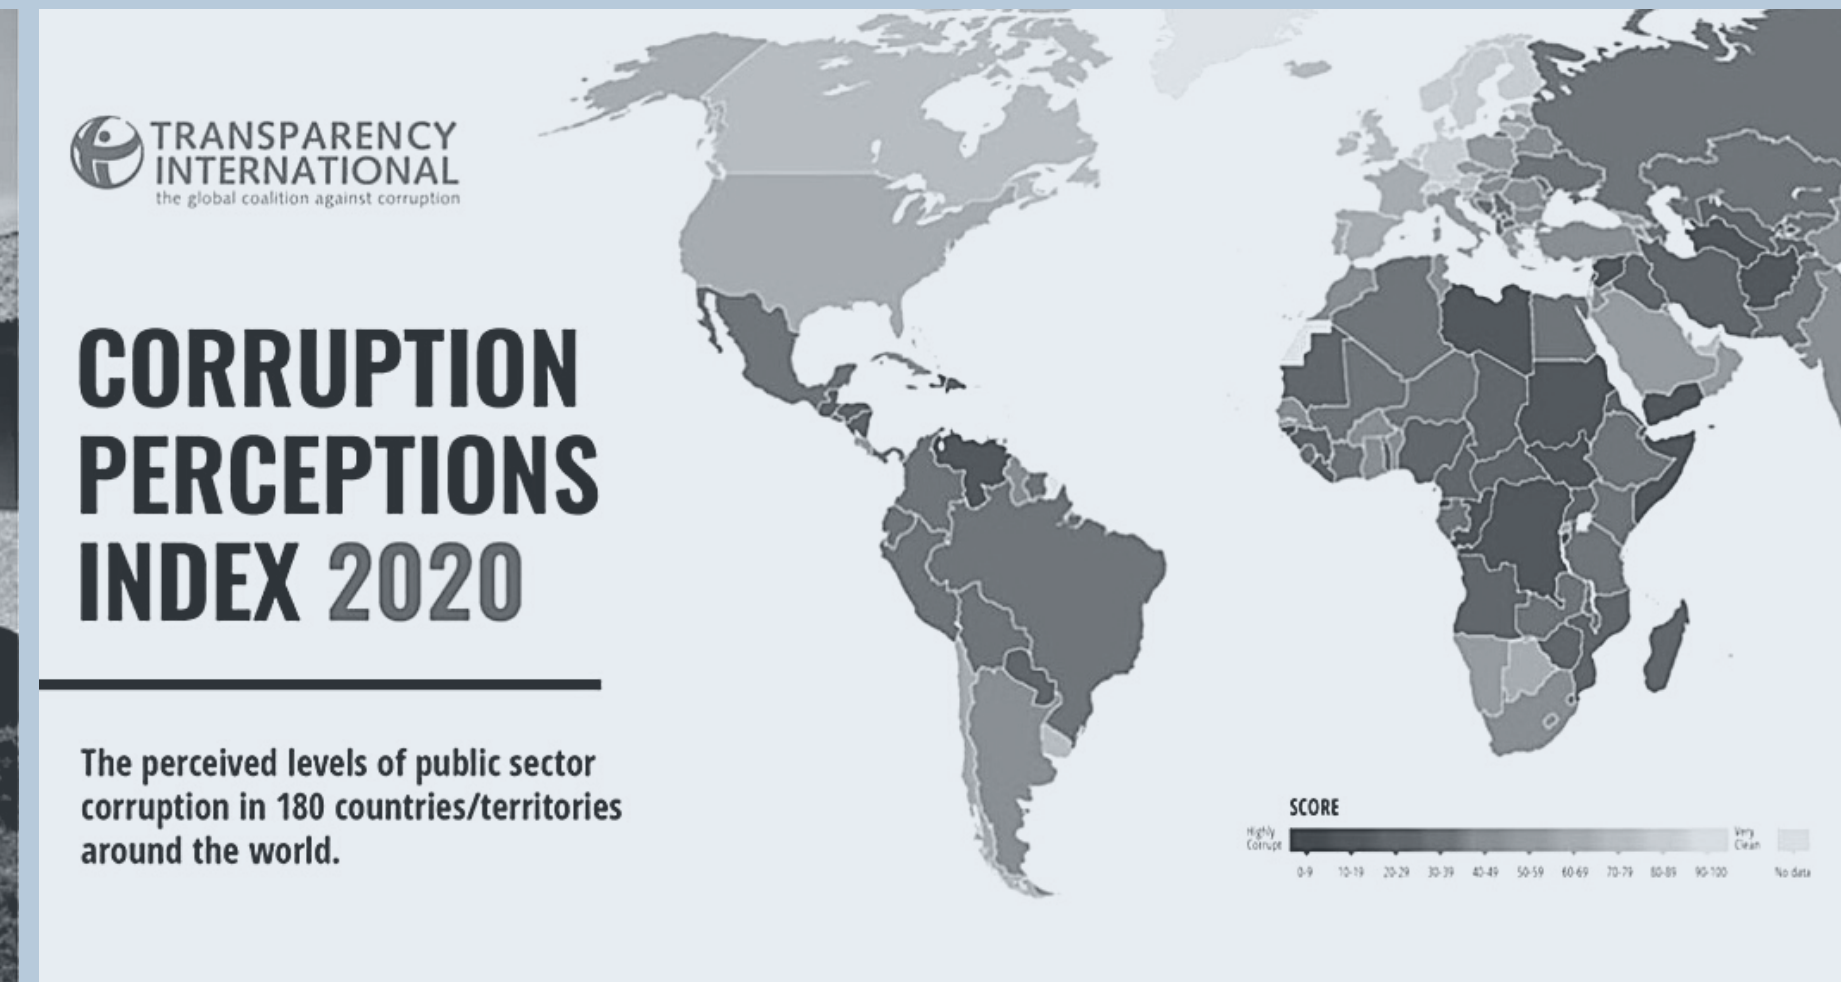 TRANSPARENCY
INTERNATIONAL
the global coalition against corruption
CORRUPTION
PERCEPTIONS
INDEX 2020
The perceived levels of public sector
corruption in 180 countries/territories
around the world.
SCORE
Highly
Corrupt
Very
Clean
0-9 10-19 20-29 30-39 40-49 50-59 60-69 70-79 80-89 90-100 No data